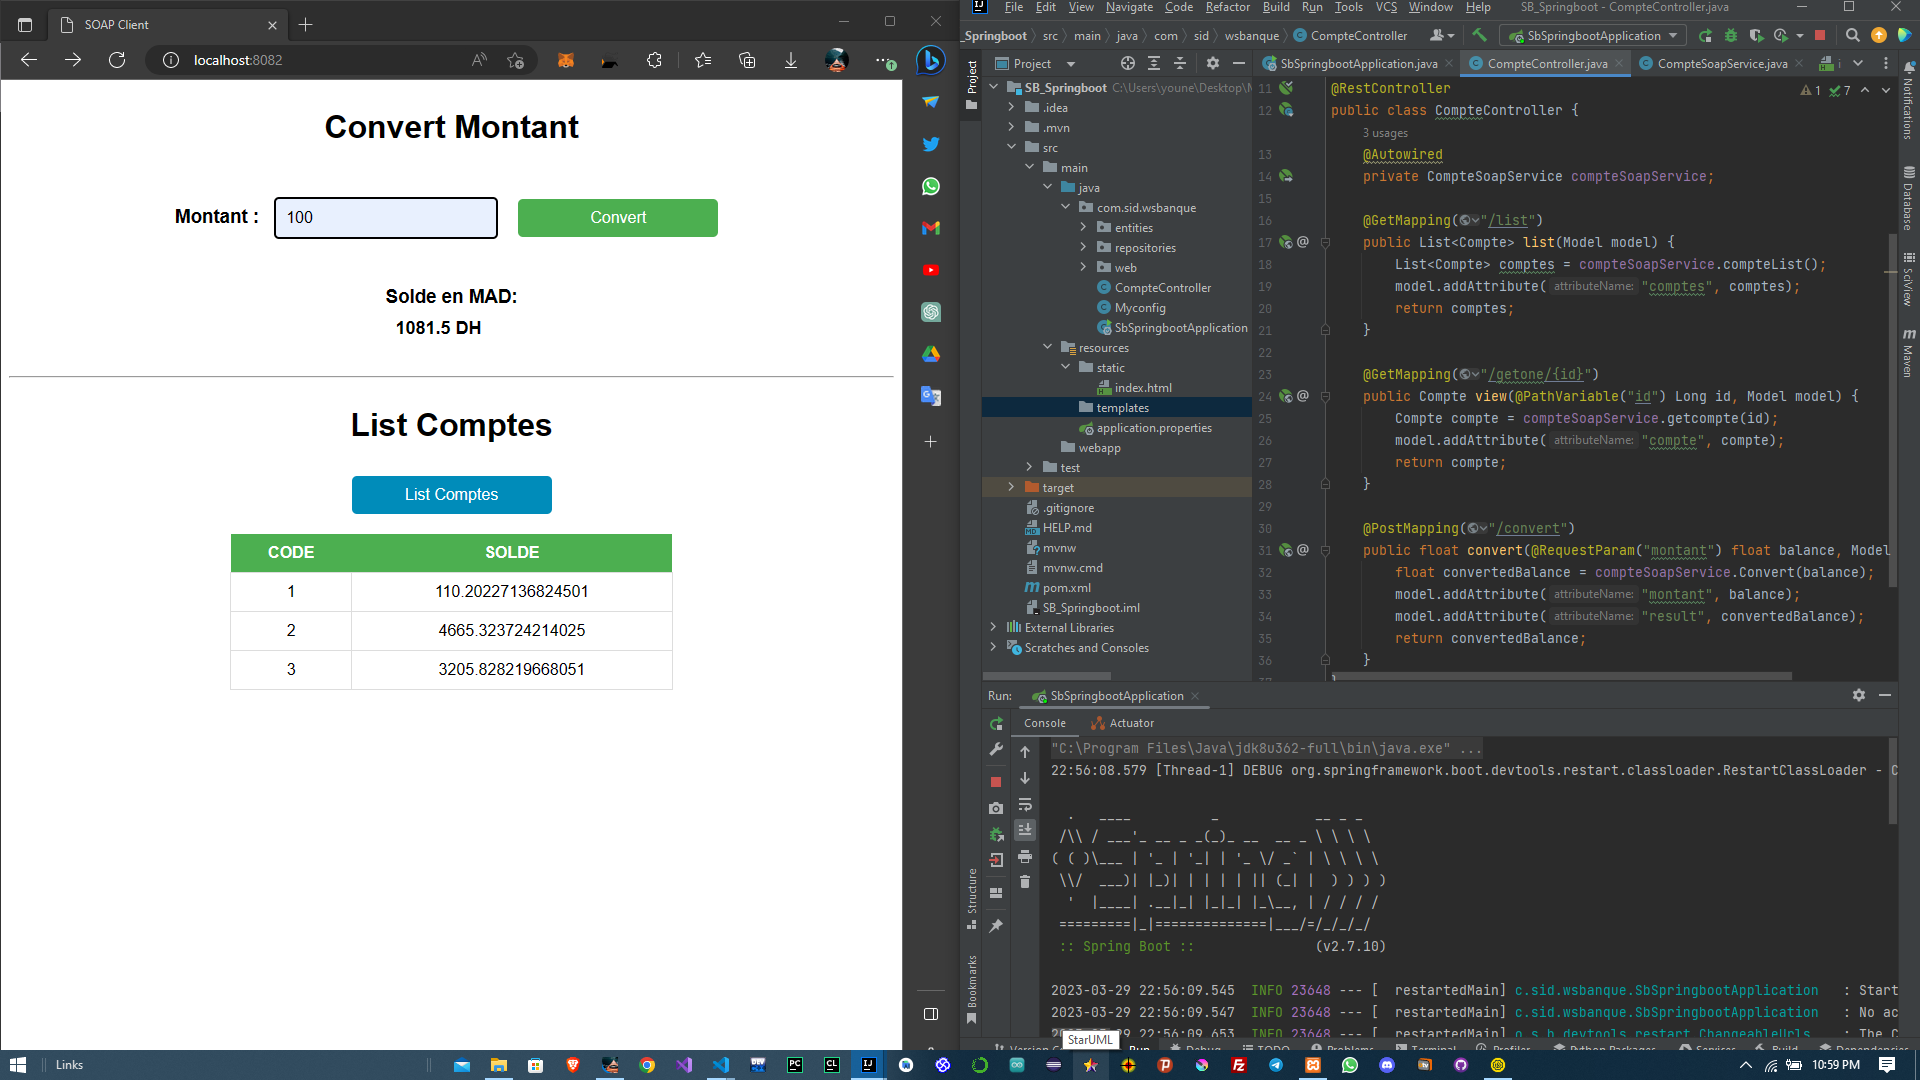 SOAP Client
localhost:8082
Convert Montant
Montant :
100
Convert
Solde en MAD:
1081.5 DH
List Comptes
List Comptes
CODE SOLDE
1 110.20227136824501
2 4665.323724214025
3 3205.828219668051
File Edit View Navigate Code Refactor Build Run Tools VCS Window Help SB_Springboot - CompteController.java
_Springboot src main java com sid wsbanque CompteController SbSpringbootApplication
Project
SbSpringbootApplication.java CompteController.java CompteSoapService.java i
Project
SB_Springboot C:\Users\youne\Desktop\
.idea
.mvn
src
main
java
com.sid.wsbanque
entities
repositories
web
CompteController
Myconfig
SbSpringbootApplication
resources
static
index.html
templates
application.properties
webapp
test
target
.gitignore
HELP.md
mvnw
mvnw.cmd
pom.xml
SB_Springboot.iml
External Libraries
Scratches and Consoles
1 7
11 @RestController
12 public class CompteController {
3 usages
13 @Autowired
14 private CompteSoapService compteSoapService;
15
16 @GetMapping("/list")
17 public List<Compte> list(Model model) {
18 List<Compte> comptes = compteSoapService.compteList();
19 model.addAttribute( attributeName: "comptes", comptes);
20 return comptes;
21 }
22
23 @GetMapping("/getone/{id}")
24 public Compte view(@PathVariable("id") Long id, Model model) {
25 Compte compte = compteSoapService.getcompte(id);
26 model.addAttribute( attributeName: "compte", compte);
27 return compte;
28 }
29
30 @PostMapping("/convert")
31 public float convert(@RequestParam("montant") float balance, Model
32 float convertedBalance = compteSoapService.Convert(balance);
33 model.addAttribute( attributeName: "montant", balance);
34 model.addAttribute( attributeName: "result", convertedBalance);
35 return convertedBalance;
36 }
Notifications
Database
SciView
Maven
Structure
Bookmarks
Run: SbSpringbootApplication
Console Actuator
"C:\Program Files\Java\jdk8u362-full\bin\java.exe" ...
22:56:08.579 [Thread-1] DEBUG org.springframework.boot.devtools.restart.classloader.RestartClassLoader - C
:: Spring Boot :: (v2.7.10)
2023-03-29 22:56:09.545 INFO 23648 --- [ restartedMain] c.sid.wsbanque.SbSpringbootApplication : Start
2023-03-29 22:56:09.547 INFO 23648 --- [ restartedMain] c.sid.wsbanque.SbSpringbootApplication : No ac
29 22:56:09.653 INFO 23648 --- [ restartedMain] o.s.b.devtools.restart.ChangeableUrls : The C
StarUML
Links
10:59 PM